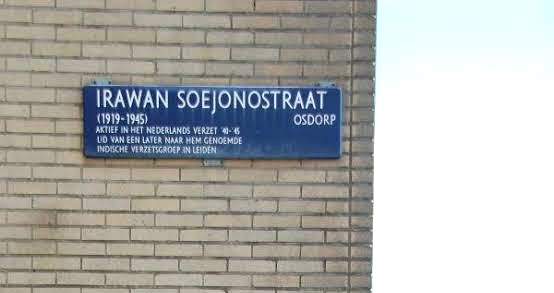 IRAWAN SOEJONOSTRAAT
(1919-1945) OSDORP
AKTIEF IN HET NEDERLANDS VERZET '40-'45
LID VAN EEN LATER NAAR HEM GENOEMDE
INDISCHE VERZETSGROEP IN LEIDEN